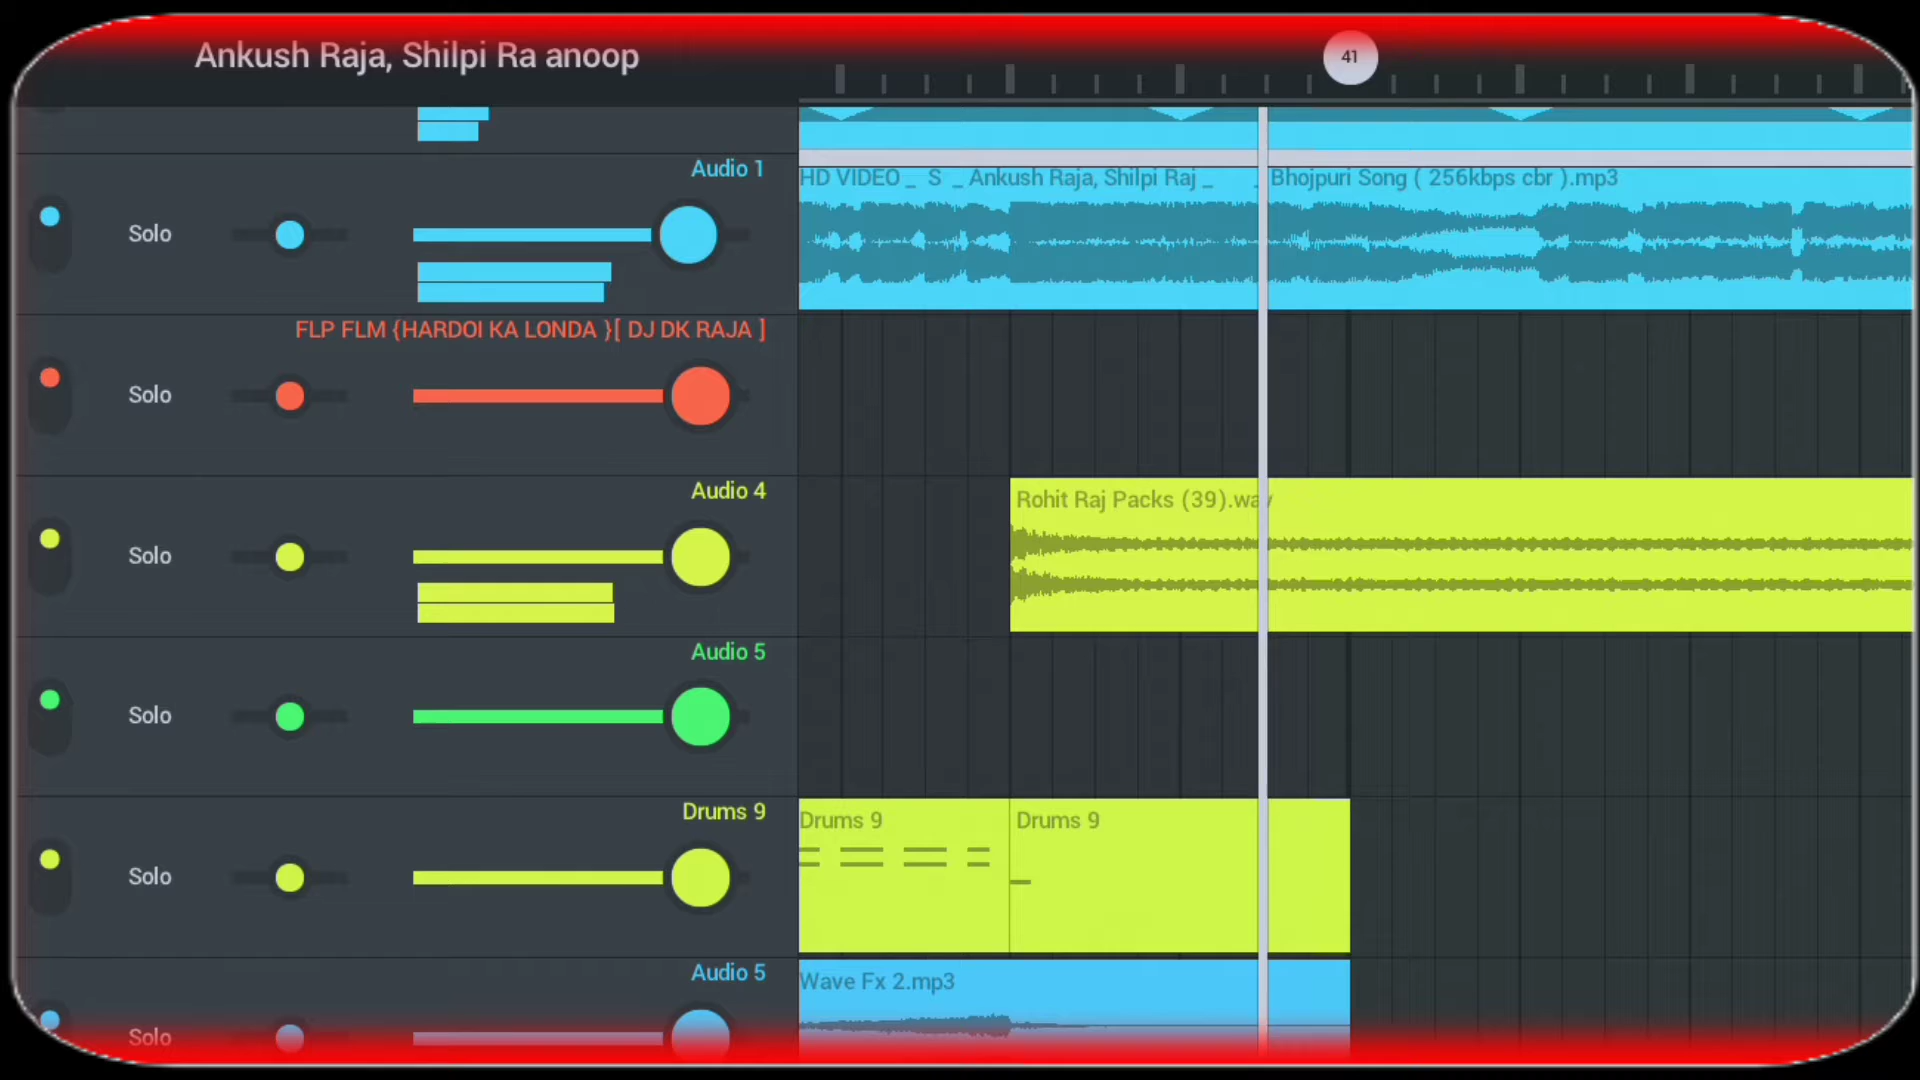 Ankush Raja, Shilpi Ra anoop
41
Audio 1
HD VIDEO _ S _ Ankush Raja, Shilpi Raj _ _ Bhojpuri Song ( 256kbps cbr ).mp3
Solo
FLP FLM {HARDOI KA LONDA }[ DJ DK RAJA ]
Solo
Audio 4
Rohit Raj Packs (39).wav
Solo
Audio 5
Solo
Drums 9
Drums 9
Drums 9
Solo
Audio 5
Wave Fx 2.mp3
Solo